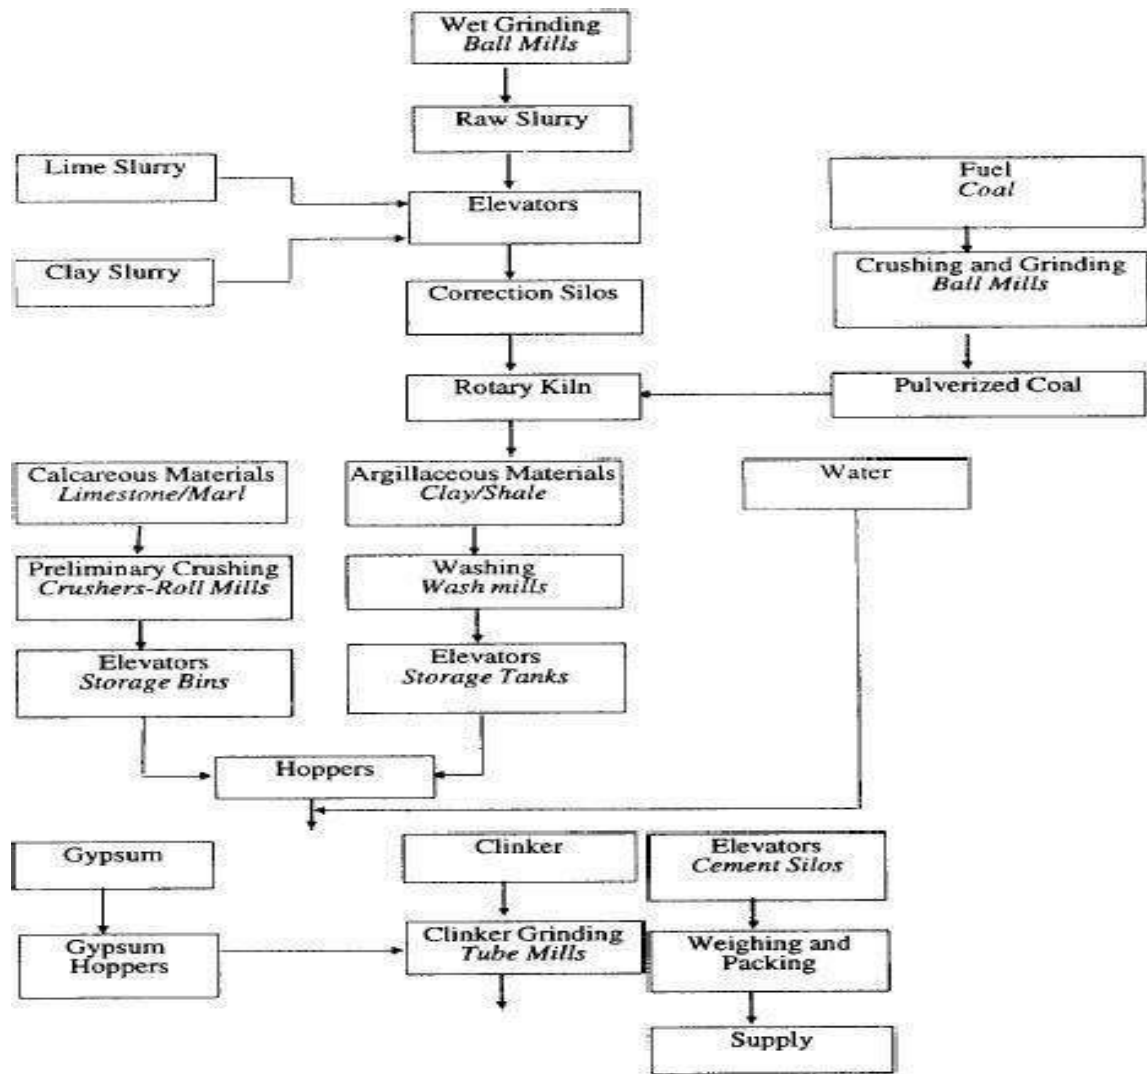 Wet Grinding
Ball Mills
Raw Slurry
Lime Slurry
Fuel
Coal
Elevators
Clay Slurry
Crushing and Grinding
Ball Mills
Correction Silos
Rotary Kiln
Pulverized Coal
Calcareous Materials
Limestone/Marl
Argillaceous Materials
Clay/Shale
Water
Preliminary Crushing
Crushers-Roll Mills
Washing
Wash mills
Elevators
Storage Bins
Elevators
Storage Tanks
Hoppers
Gypsum
Clinker
Elevators
Cement Silos
Gypsum
Hoppers
Clinker Grinding
Tube Mills
Weighing and
Packing
Supply